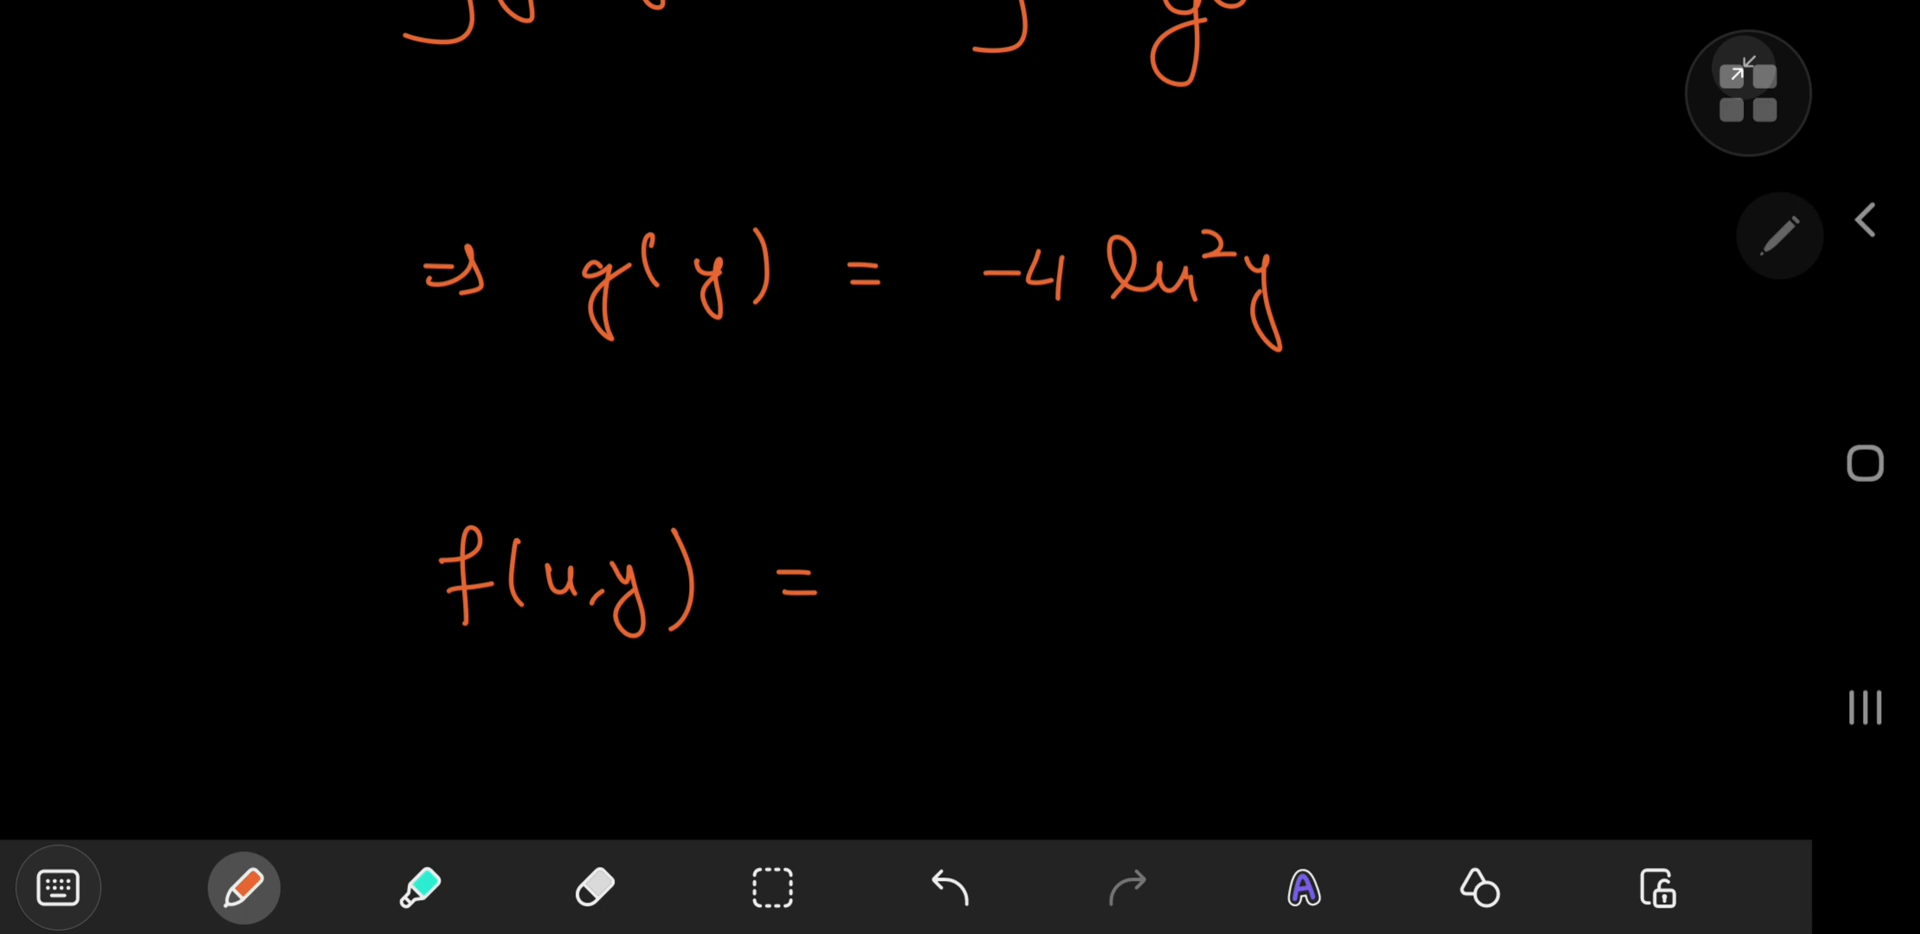 ⇒ g(y) = -4 ln²y
f(u,y) =